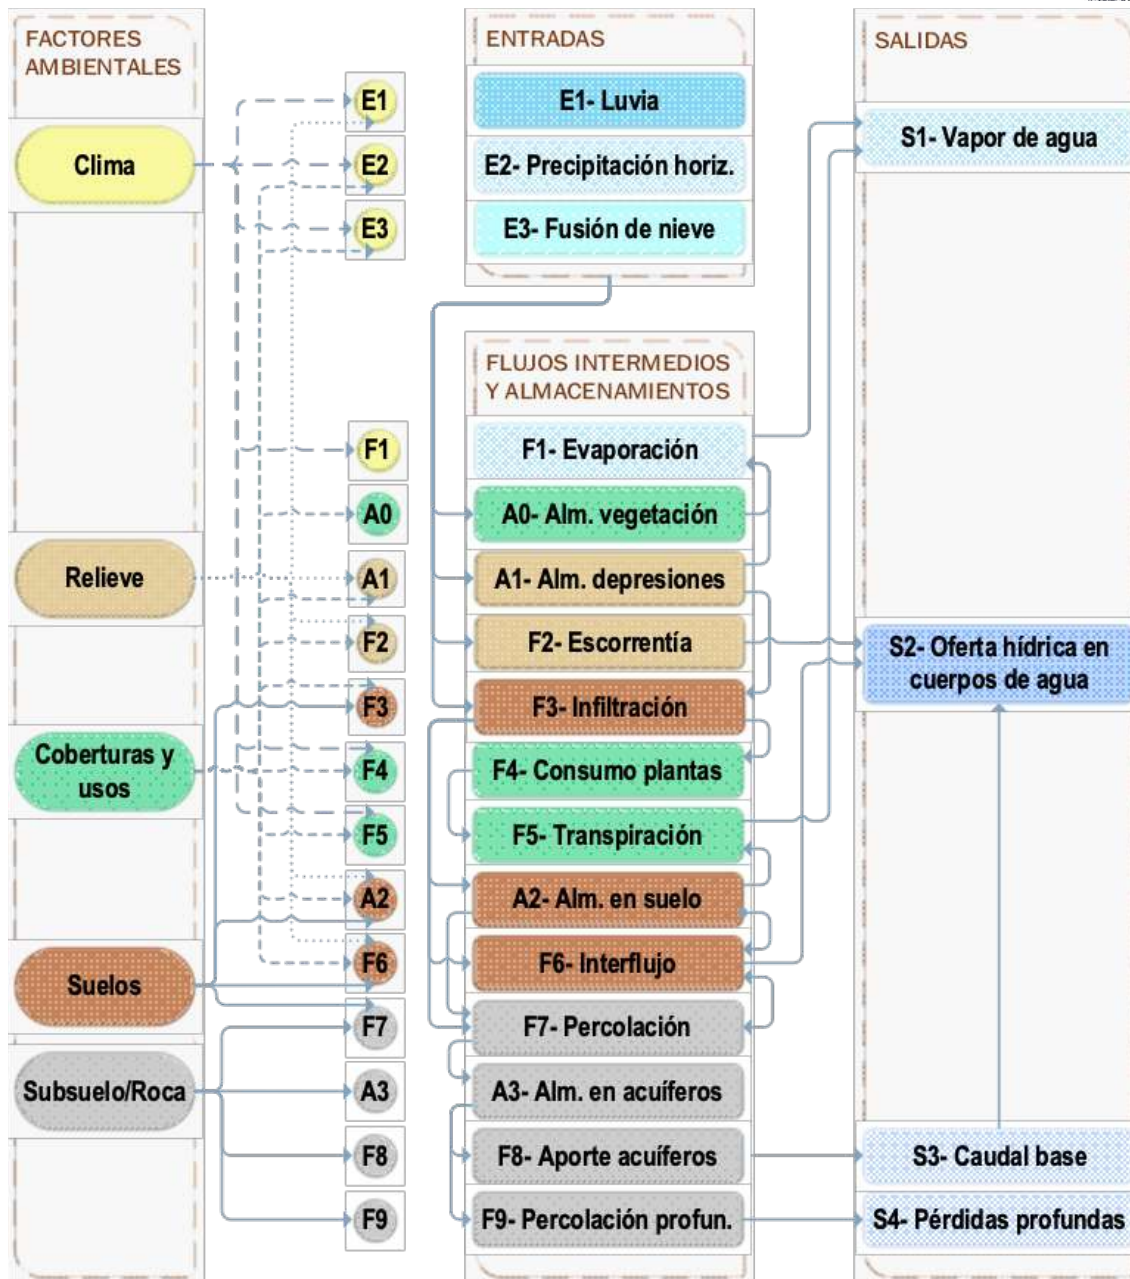 FACTORES
AMBIENTALES
Clima
Relieve
Coberturas y
usos
Suelos
Subsuelo/Roca
E1
E2
E3
F1
A0
A1
F2
F3
F4
F5
A2
F6
F7
A3
F8
F9
ENTRADAS
E1- Luvia
E2- Precipitación horiz.
E3- Fusión de nieve
FLUJOS INTERMEDIOS
Y ALMACENAMIENTOS
F1- Evaporación
A0- Alm. vegetación
A1- Alm. depresiones
F2- Escorrentía
F3- Infiltración
F4- Consumo plantas
F5- Transpiración
A2- Alm. en suelo
F6- Interflujo
F7- Percolación
A3- Alm. en acuíferos
F8- Aporte acuíferos
F9- Percolación profun.
SALIDAS
S1- Vapor de agua
S2- Oferta hídrica en
cuerpos de agua
S3- Caudal base
S4- Pérdidas profundas